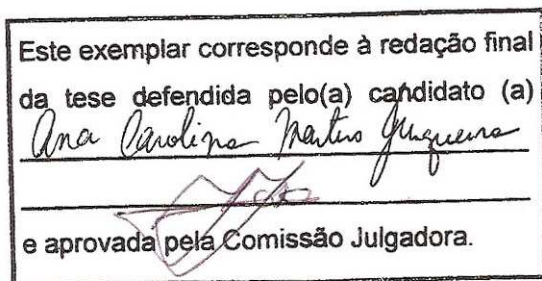 Este exemplar corresponde à redação final
da tese defendida pelo(a) candidato (a)
Ana Carolina Martins Junqueira
e aprovada pela Comissão Julgadora.